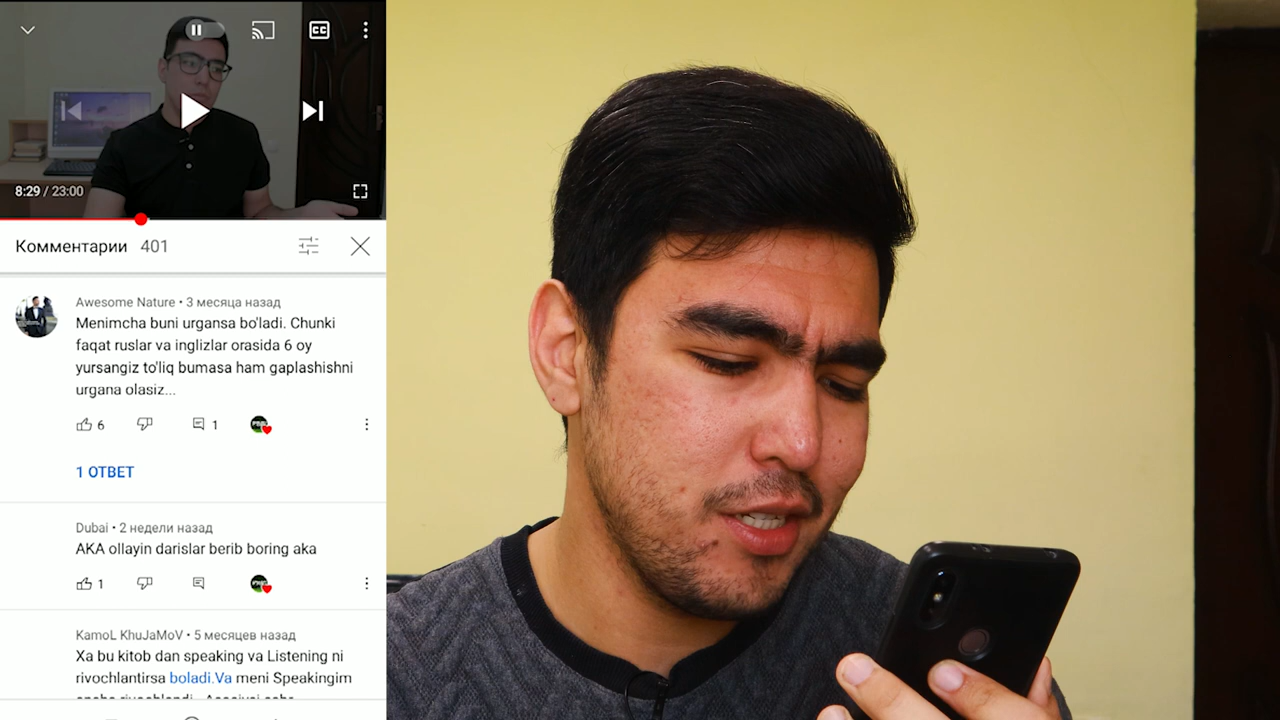 CC
8:29 / 23:00
Комментарии 401
Awesome Nature • 3 месяца назад
Menimcha buni urgansa bo'ladi. Chunki
faqat ruslar va inglizlar orasida 6 oy
yursangiz to'liq bumasa ham gaplashishni
urgana olasiz...
6 1
1 ОТВЕТ
Dubai • 2 недели назад
AKA ollayin darislar berib boring aka
1
KamoL KhuJaMoV • 5 месяцев назад
Xa bu kitob dan speaking va Listening ni
rivochlantirsa boladi.Va meni Speakingim